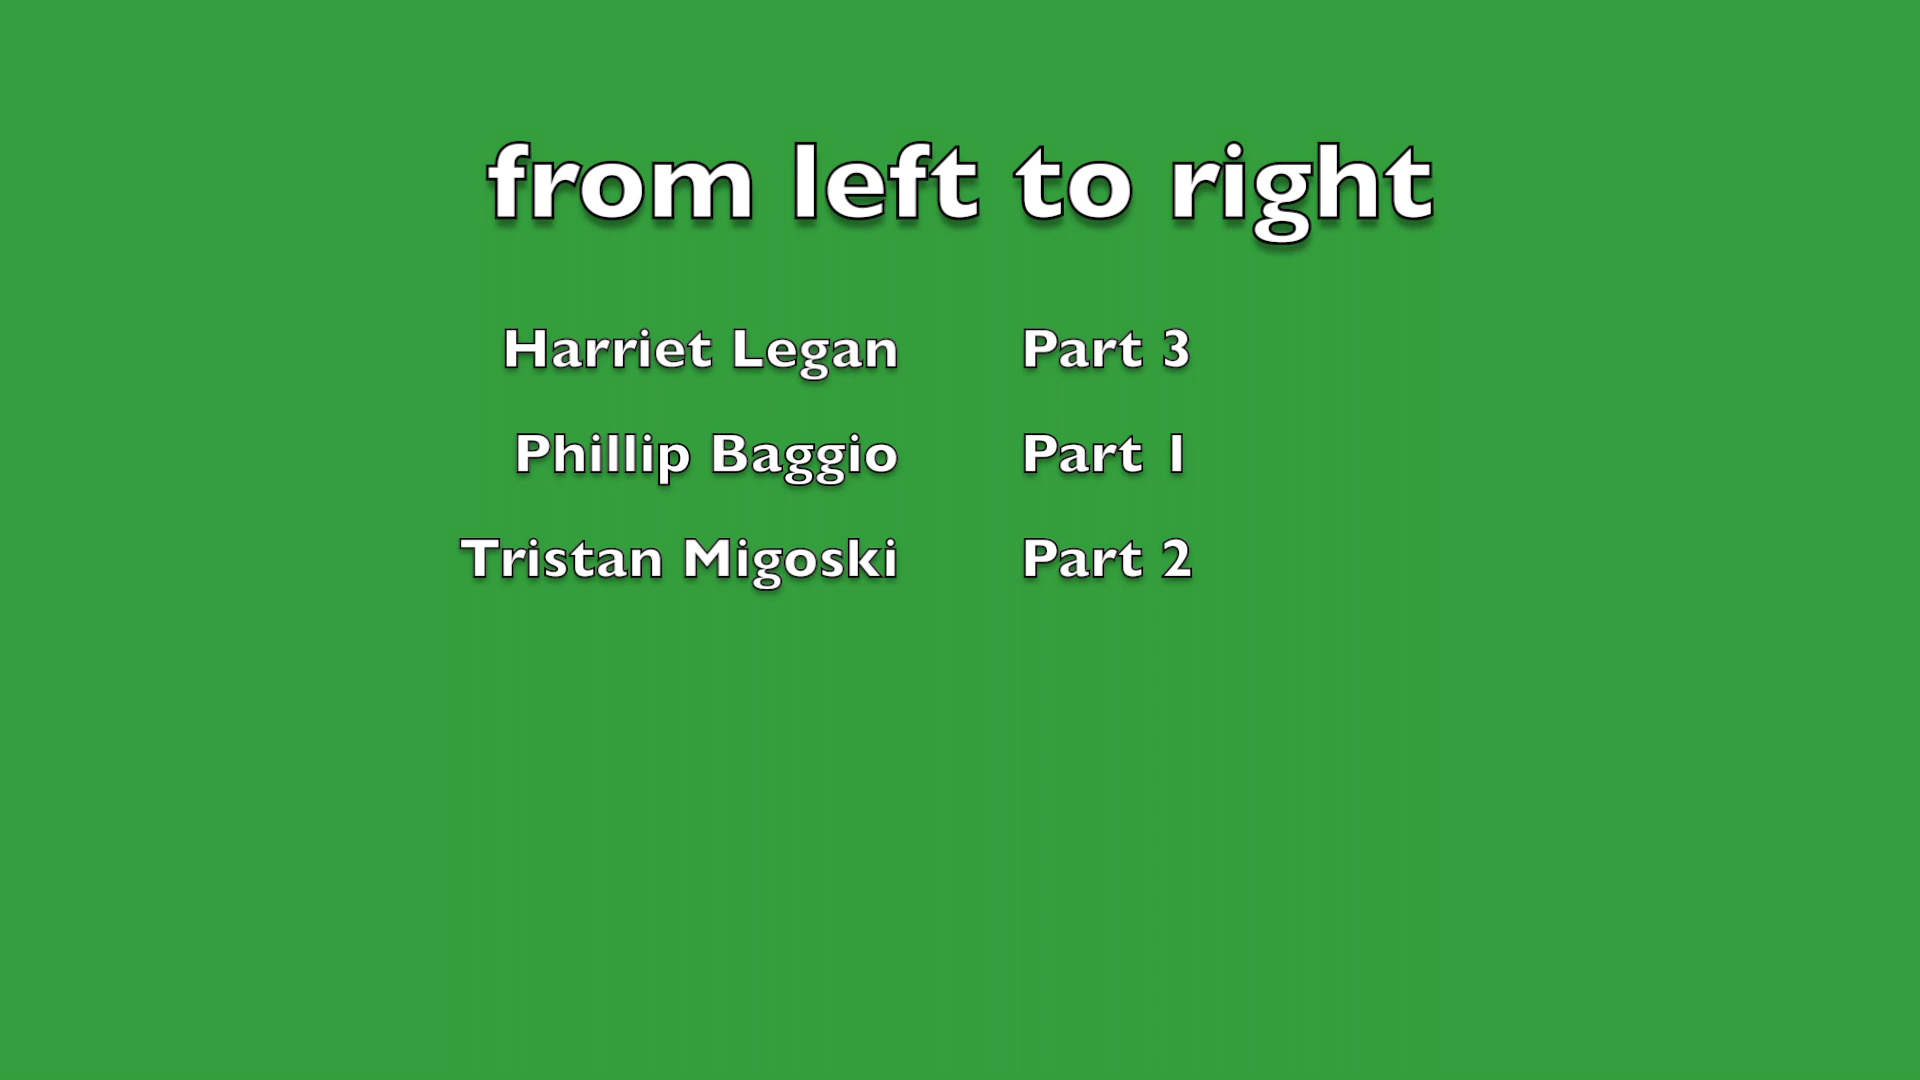 from left to right
Harriet Legan Part 3
Phillip Baggio Part 1
Tristan Migoski Part 2